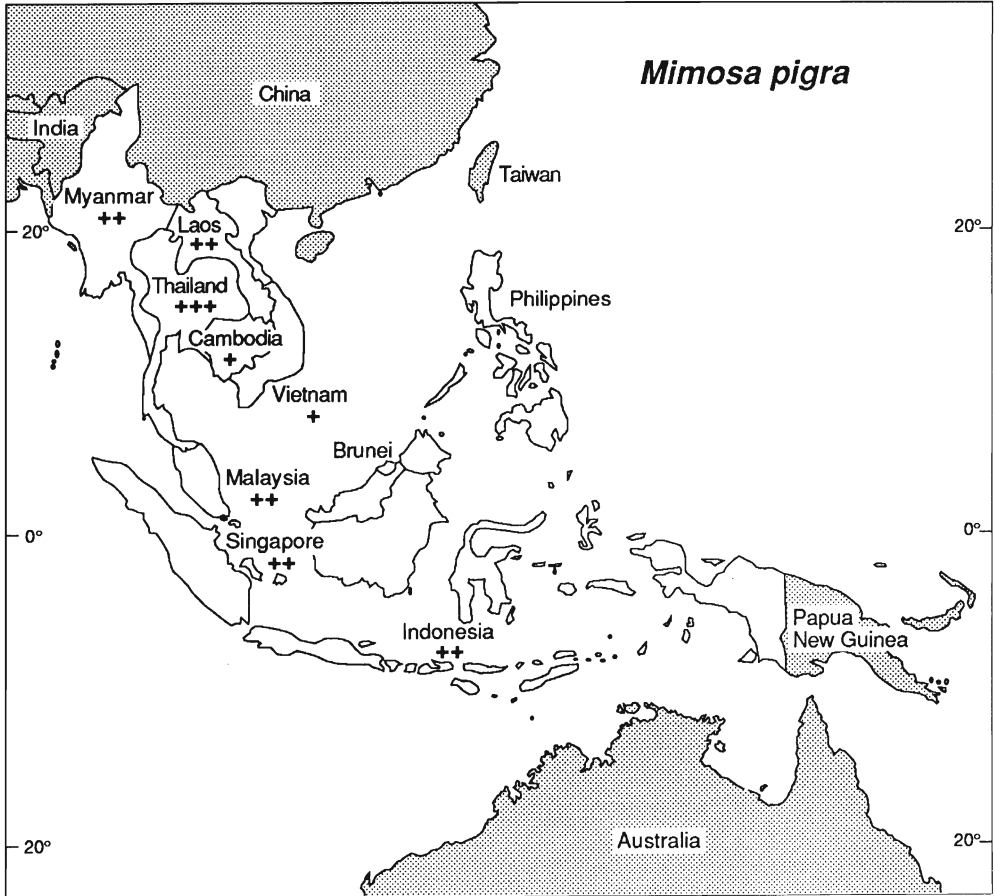 Mimosa pigra
China
India
Taiwan
Myanmar
++
20°
20°
Laos
++
Thailand
+++
Philippines
Cambodia
+
Vietnam
+
Brunei
Malaysia
++
0°
0°
Singapore
++
Indonesia
++
Papua
New Guinea
Australia
20°
20°